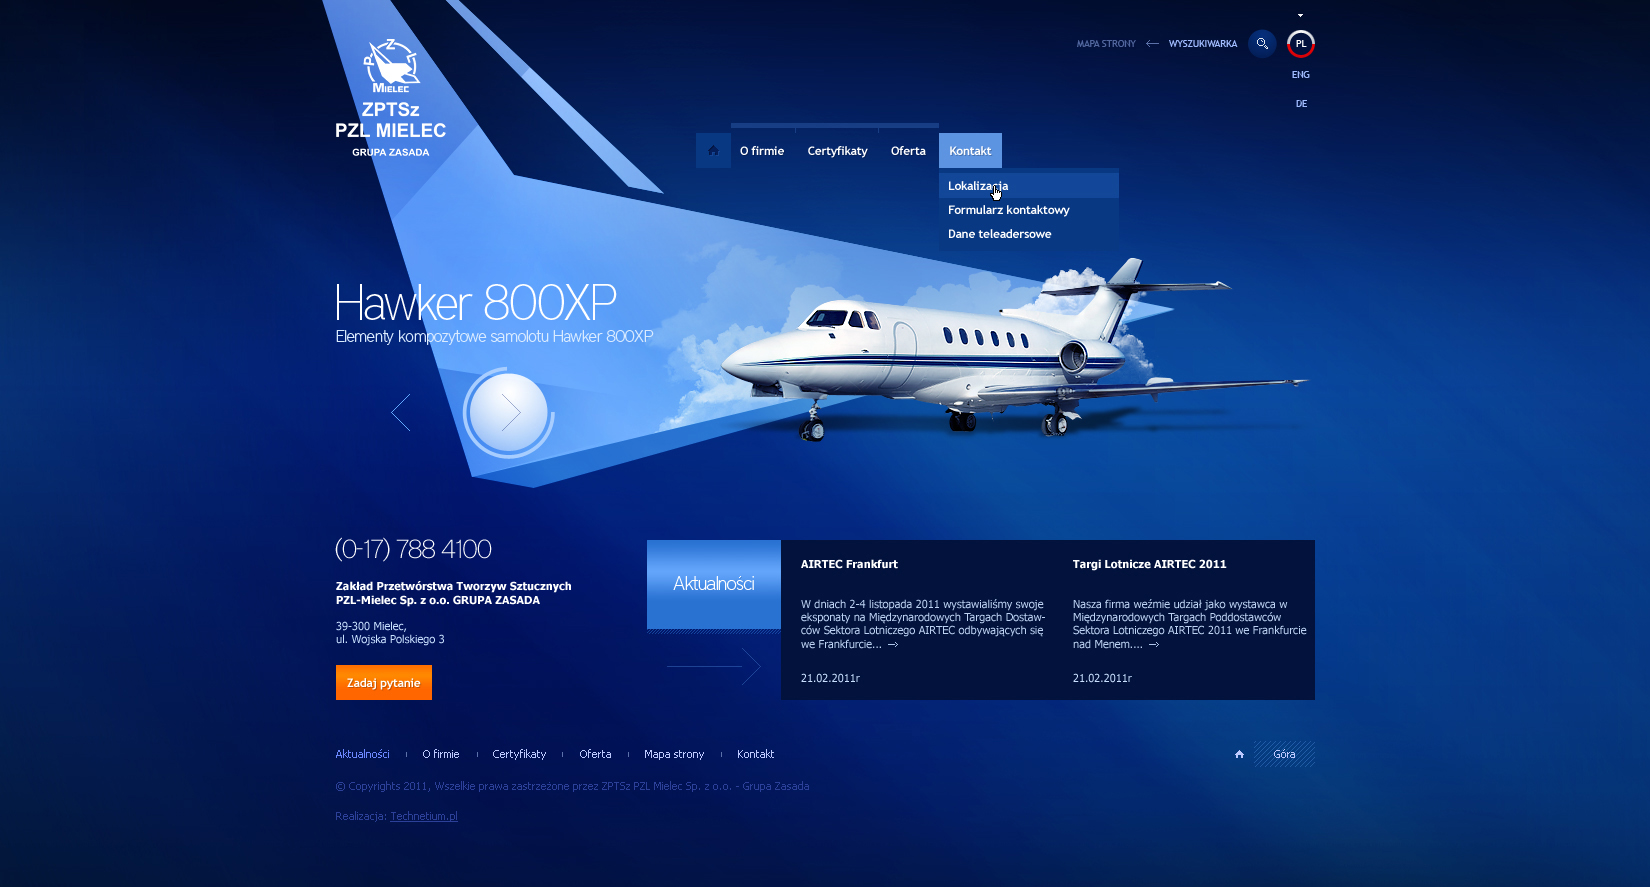 MAPA STRONY
WYSZUKIWARKA
PL
ENG
DE
PZL
MIELEC
ZPTSz
PZL MIELEC
GRUPA ZASADA
O firmie
Certyfikaty
Oferta
Kontakt
Lokalizacja
Formularz kontaktowy
Dane teleadersowe
Hawker 800XP
Elementy kompozytowe samolotu Hawker 800XP
(0-17) 788 4100
Zakład Przetwórstwa Tworzyw Sztucznych
PZL-Mielec Sp. z o.o. GRUPA ZASADA
39-300 Mielec,
ul. Wojska Polskiego 3
Zadaj pytanie
Aktualności
AIRTEC Frankfurt
W dniach 2-4 listopada 2011 wystawialiśmy swoje
eksponaty na Międzynarodowych Targach Dostaw-
ców Sektora Lotniczego AIRTEC odbywających się
we Frankfurcie...
21.02.2011r
Targi Lotnicze AIRTEC 2011
Nasza firma weźmie udział jako wystawca w
Międzynarodowych Targach Poddostawców
Sektora Lotniczego AIRTEC 2011 we Frankfurcie
nad Menem....
21.02.2011r
Aktualności
O firmie
Certyfikaty
Oferta
Mapa strony
Kontakt
Góra
© Copyrights 2011, Wszelkie prawa zastrzeżone przez ZPTSz PZL Mielec Sp. z o.o. - Grupa Zasada
Realizacja: Technetium.pl